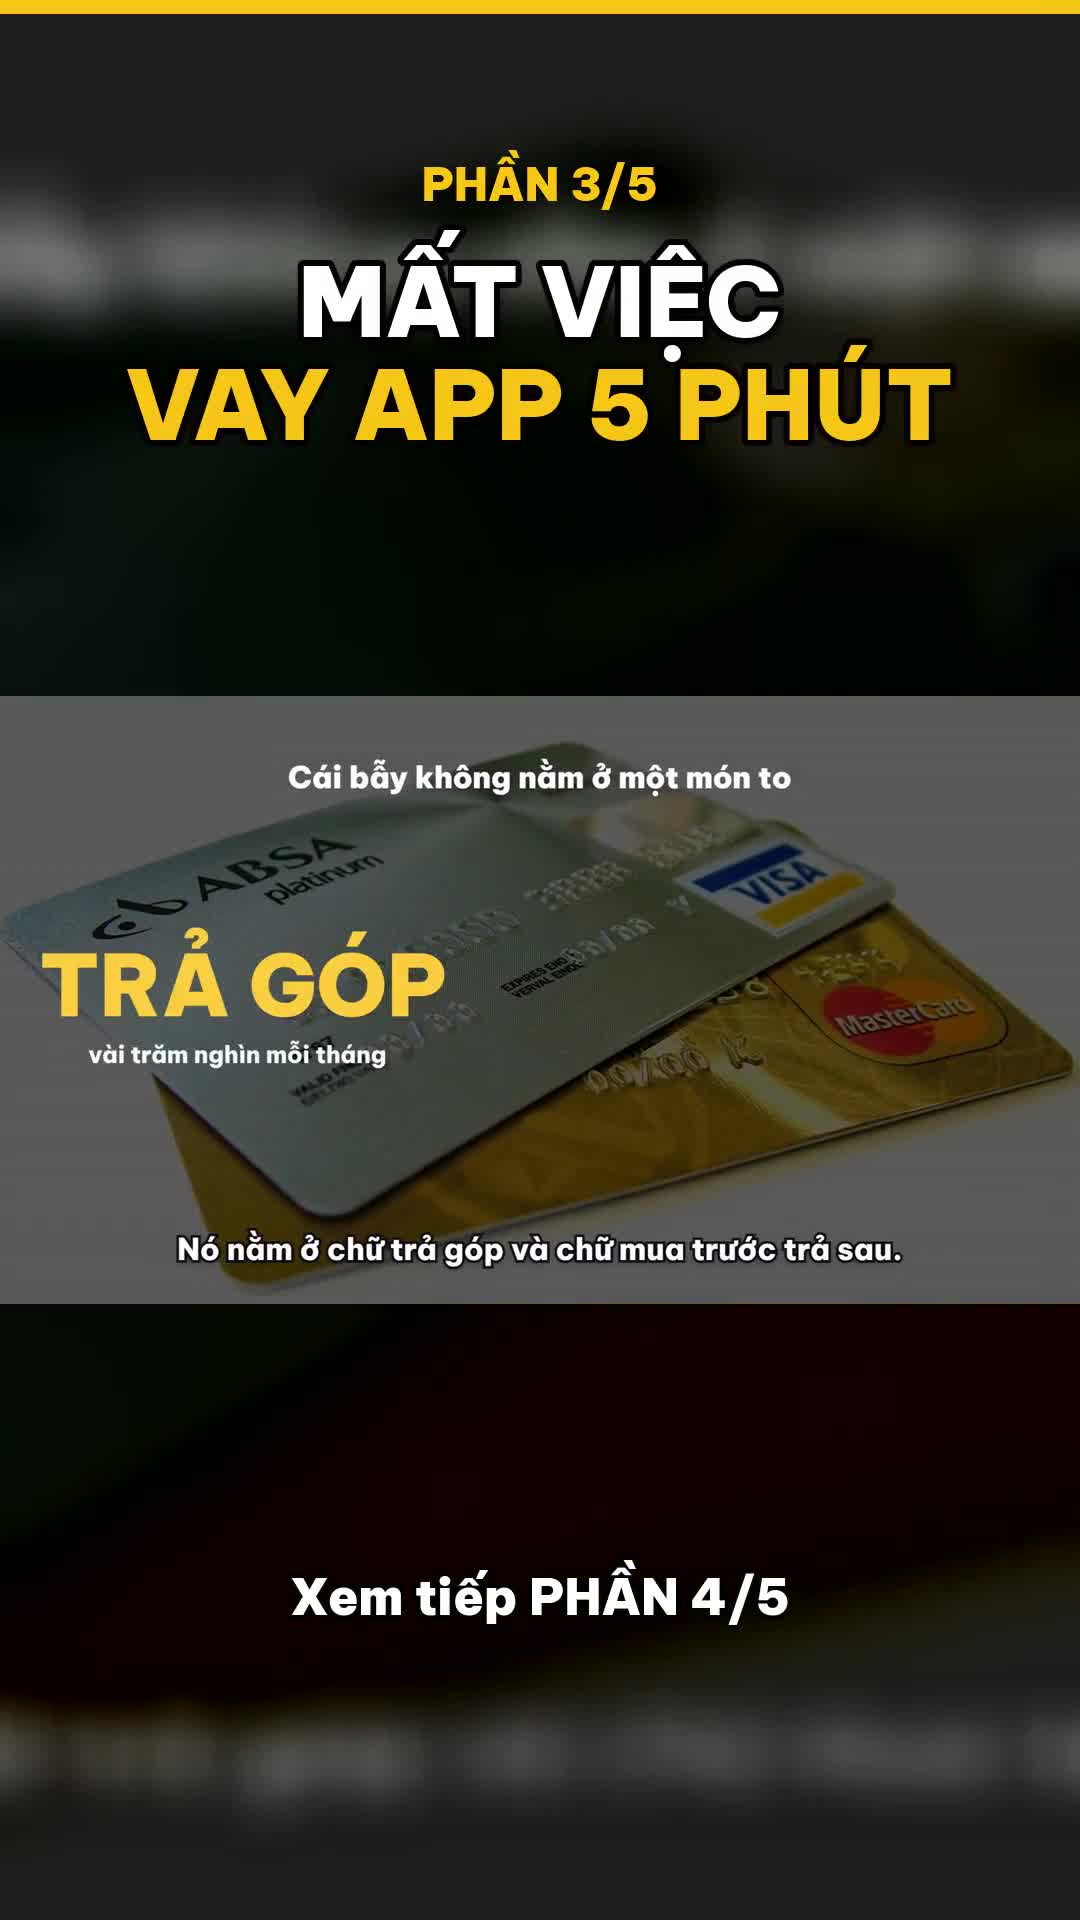 PHẦN 3/5
MẤT VIỆC
VAY APP 5 PHÚT
Cái bẫy không nằm ở một món to
ABSA
platinum
VISA
EXPIRES END
MasterCard
TRẢ GÓP
vài trăm nghìn mỗi tháng
Nó nằm ở chữ trả góp và chữ mua trước trả sau.
Xem tiếp PHẦN 4/5